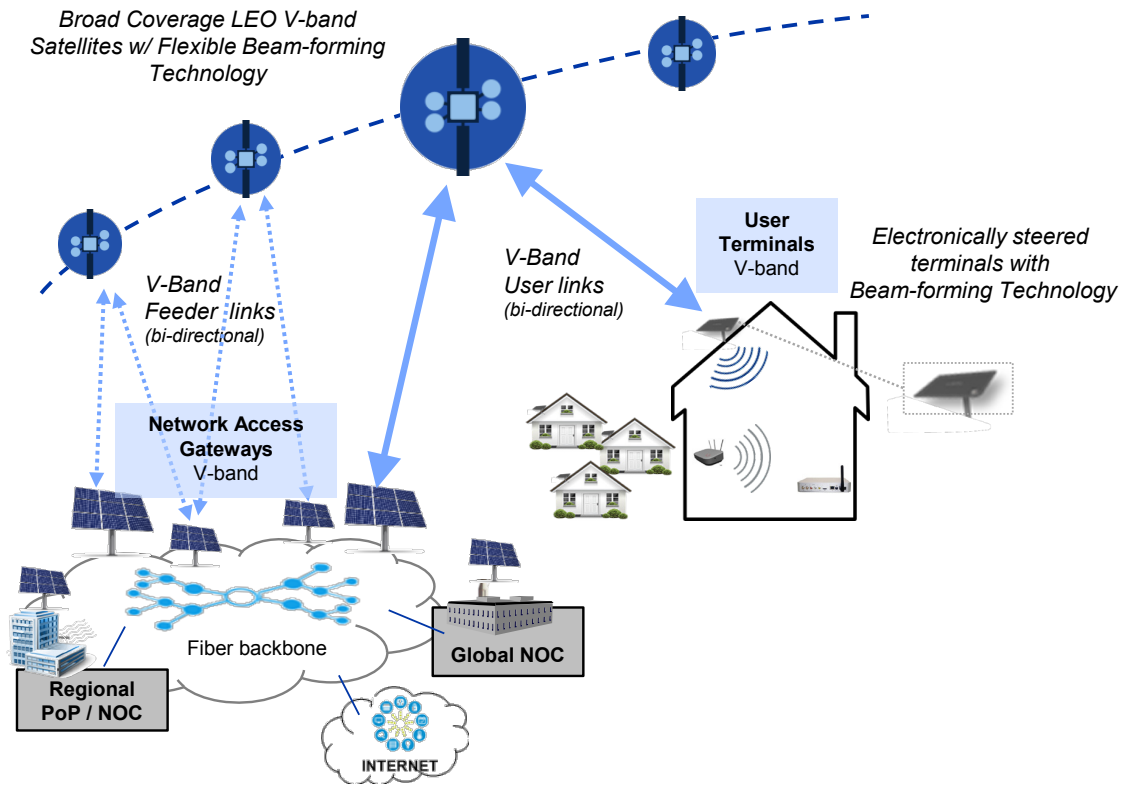 Broad Coverage LEO V-band
Satellites w/ Flexible Beam-forming
Technology
V-Band
Feeder links
(bi-directional)
V-Band
User links
(bi-directional)
User
Terminals
V-band
Electronically steered
terminals with
Beam-forming Technology
Network Access
Gateways
V-band
Fiber backbone
Regional
PoP / NOC
Global NOC
INTERNET